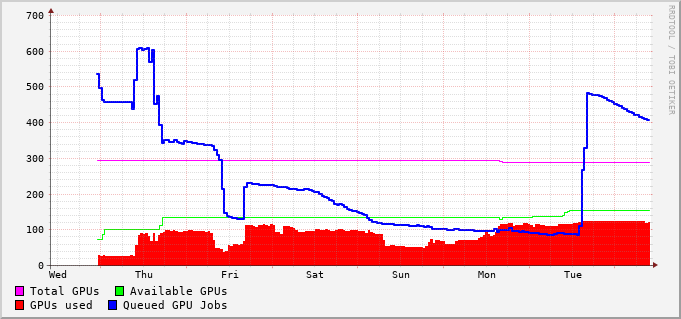 700
600
500
400
300
200
100
0
Wed Thu Fri Sat Sun Mon Tue
Total GPUs Available GPUs
GPUs used Queued GPU Jobs
RRDTOOL / TOBI OETIKER